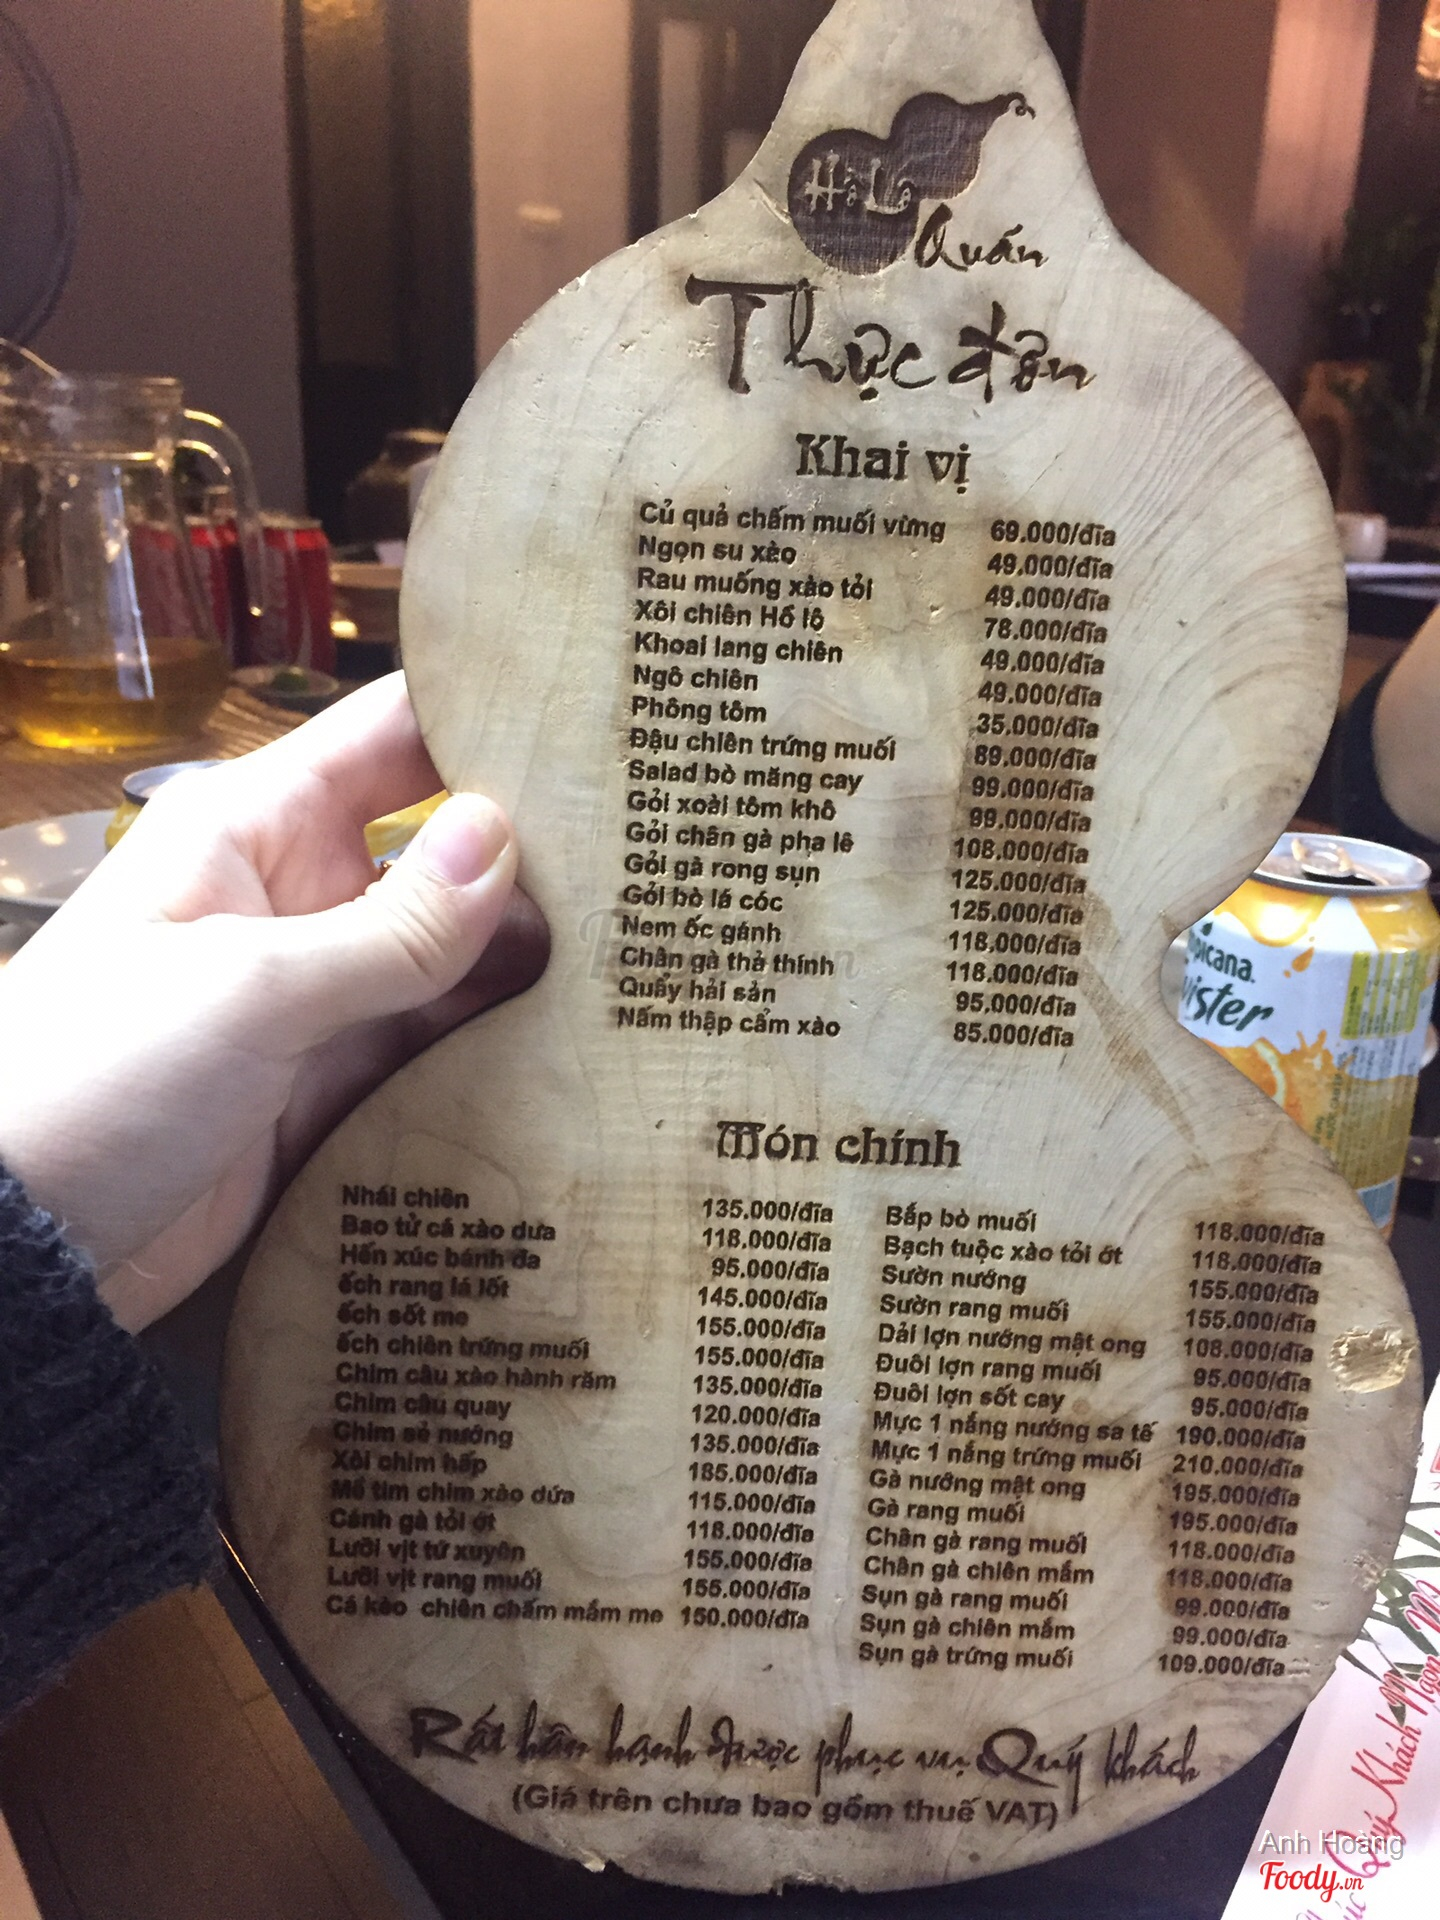 Hồ Lô
Quán
Thực đơn
Khai vị
Củ quả chấm muối vừng 69.000/đĩa
Ngọn su xèo 49.000/đĩa
Rau muống xào tỏi 49.000/đĩa
Xôi chiên Hồ lộ 78.000/đĩa
Khoai lang chiên 49.000/đĩa
Ngô chiên 49.000/đĩa
Phông tôm 35.000/đĩa
Đậu chiên trứng muối 89.000/đĩa
Salad bò măng cay 99.000/đĩa
Gỏi xoài tôm khô 99.000/đĩa
Gỏi chân gà pha lê 108.000/đĩa
Gỏi gà rong sụn 125.000/đĩa
Gỏi bò lá cóc 125.000/đĩa
Nem ốc gánh 118.000/đĩa
Chân gà thả thính 118.000/đĩa
Quẩy hải sản 95.000/đĩa
Nấm thập cẩm xào 85.000/đĩa
Món chính
Nhái chiên 135.000/đĩa
Bao tử cá xào dưa 118.000/đĩa
Hến xúc bánh đa 95.000/đĩa
ếch rang lá lốt 145.000/đĩa
ếch sốt me 155.000/đĩa
ếch chiên trứng muối 155.000/đĩa
Chim câu xào hành răm 135.000/đĩa
Chim câu quay 120.000/đĩa
Chim sẻ nướng 135.000/đĩa
Xôi chim hấp 185.000/đĩa
Mề tim chim xào dứa 115.000/đĩa
Cánh gà tỏi ớt 118.000/đĩa
Lưỡi vịt tứ xuyên 155.000/đĩa
Lưỡi vịt rang muối 155.000/đĩa
Cá kèo chiên chấm mắm me 150.000/đĩa
Bắp bò muối 118.000/đĩa
Bạch tuộc xào tỏi ớt 118.000/đĩa
Sườn nướng 155.000/đĩa
Sườn rang muối 155.000/đĩa
Dải lợn nướng mật ong 108.000/đĩa
Đuôi lợn rang muối 95.000/đĩa
Đuôi lợn sốt cay 95.000/đĩa
Mực 1 nắng nướng sa tế 190.000/đĩa
Mực 1 nắng trứng muối 210.000/đĩa
Gà nướng mật ong 195.000/đĩa
Gà rang muối 195.000/đĩa
Chân gà rang muối 118.000/đĩa
Chân gà chiên mắm 118.000/đĩa
Sụn gà rang muối 99.000/đĩa
Sụn gà chiên mắm 99.000/đĩa
Sụn gà trứng muối 109.000/đĩa
Rất hân hạnh được phục vụ Quý khách
(Giá trên chưa bao gồm thuế VAT)
Tropicana
Twister
Quý Khách Ngon M
Anh Hoàng
Foody.vn